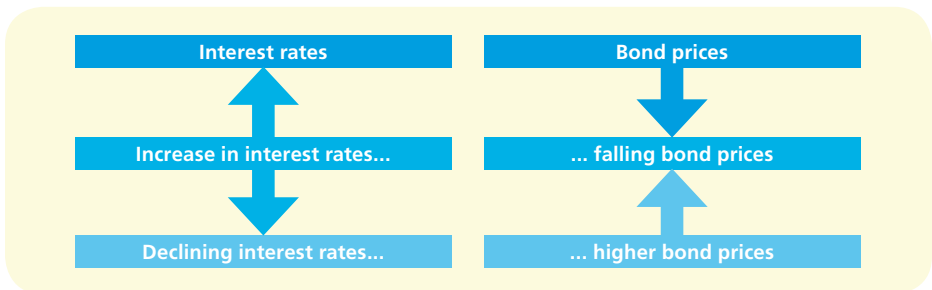 Interest rates
Bond prices
Increase in interest rates...
... falling bond prices
Declining interest rates...
... higher bond prices